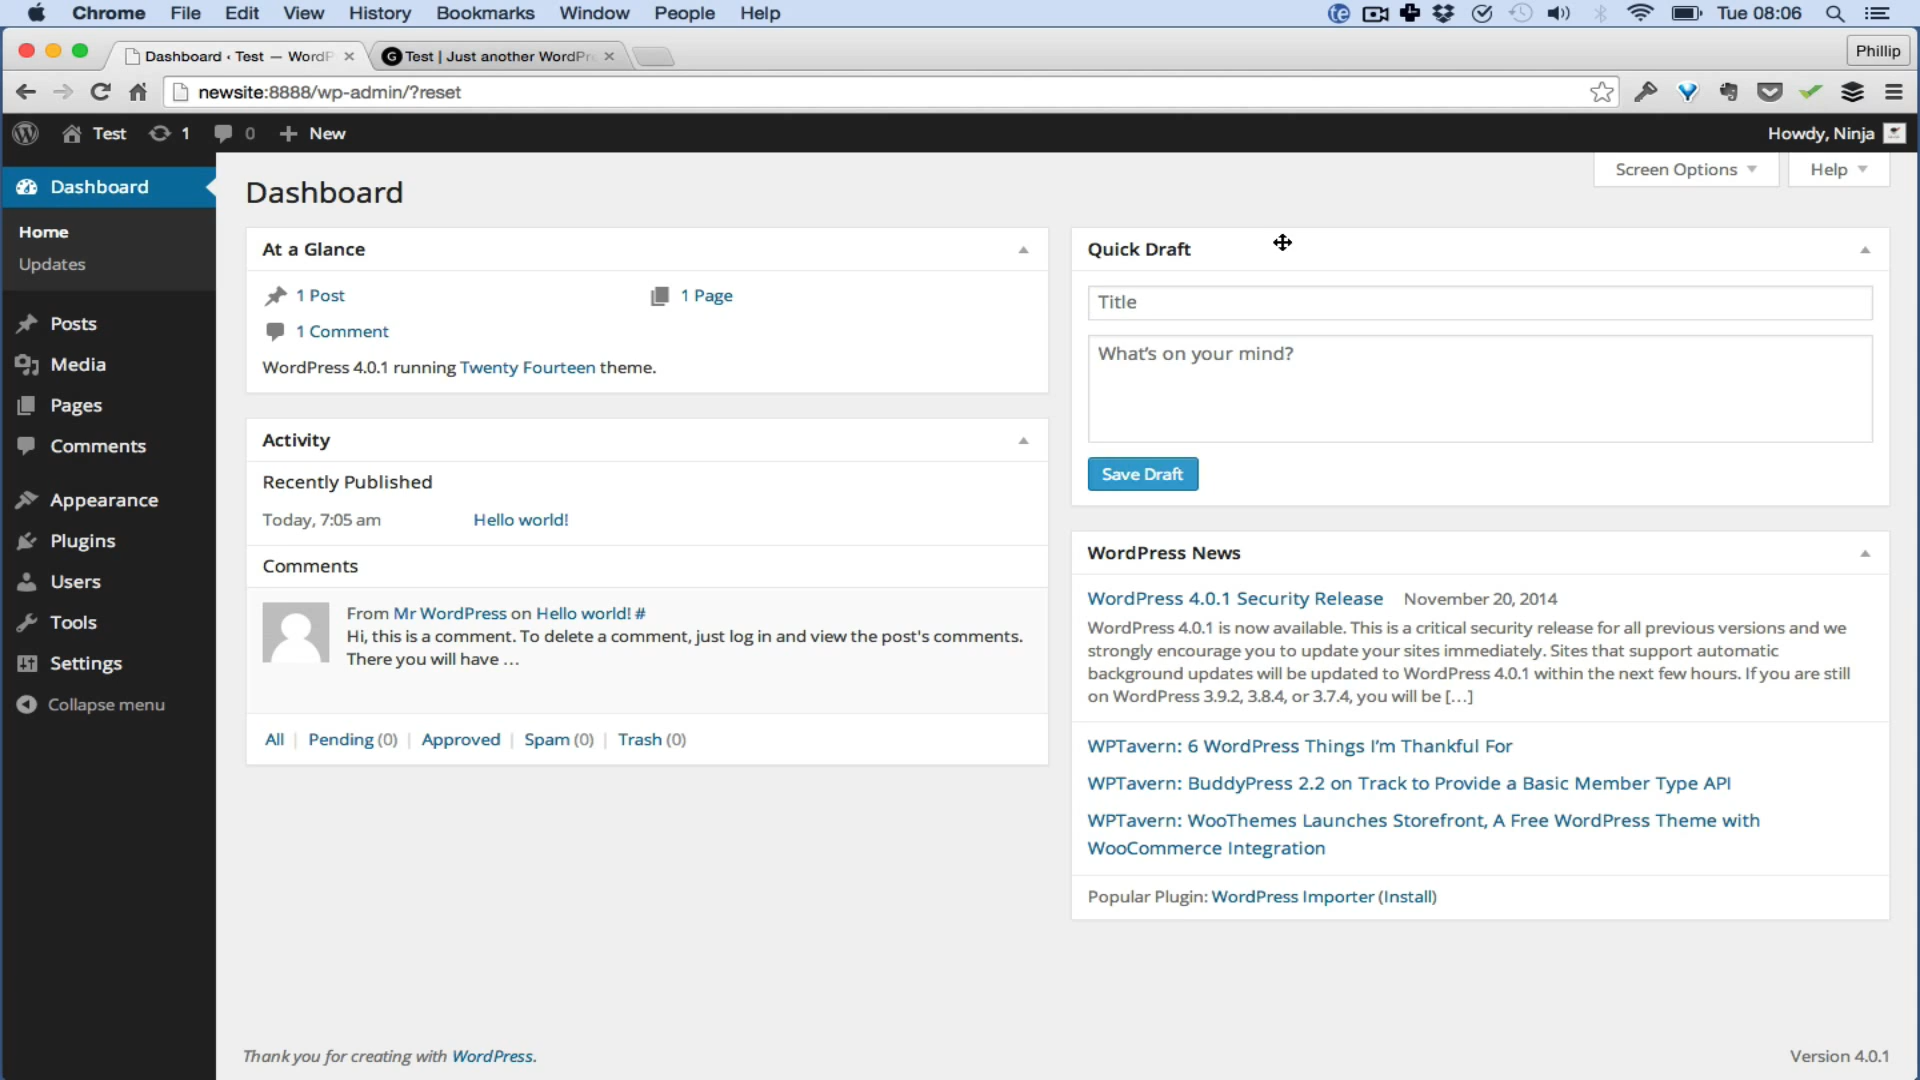 Chrome File Edit View History Bookmarks Window People Help Tue 08:06
Dashboard ‹ Test — WordP Test | Just another WordPr Phillip
newsite:8888/wp-admin/?reset
Test 1 0 New Howdy, Ninja
Dashboard
Home
Updates
Posts
Media
Pages
Comments
Appearance
Plugins
Users
Tools
Settings
Collapse menu
Screen Options Help
Dashboard
At a Glance
1 Post 1 Page
1 Comment
WordPress 4.0.1 running Twenty Fourteen theme.
Activity
Recently Published
Today, 7:05 am Hello world!
Comments
From Mr WordPress on Hello world! #
Hi, this is a comment. To delete a comment, just log in and view the post's comments.
There you will have …
All | Pending (0) | Approved | Spam (0) | Trash (0)
Quick Draft
Title
What's on your mind?
Save Draft
WordPress News
WordPress 4.0.1 Security Release November 20, 2014
WordPress 4.0.1 is now available. This is a critical security release for all previous versions and we
strongly encourage you to update your sites immediately. Sites that support automatic
background updates will be updated to WordPress 4.0.1 within the next few hours. If you are still
on WordPress 3.9.2, 3.8.4, or 3.7.4, you will be […]
WPTavern: 6 WordPress Things I'm Thankful For
WPTavern: BuddyPress 2.2 on Track to Provide a Basic Member Type API
WPTavern: WooThemes Launches Storefront, A Free WordPress Theme with
WooCommerce Integration
Popular Plugin: WordPress Importer (Install)
Thank you for creating with WordPress. Version 4.0.1